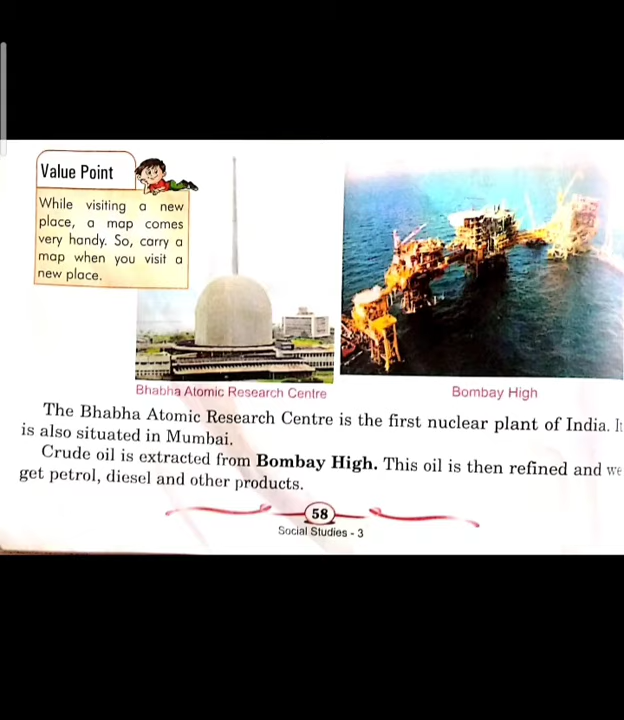 Value Point
While visiting a new
place, a map comes
very handy. So, carry a
map when you visit a
new place.
Bhabha Atomic Research Centre
Bombay High
The Bhabha Atomic Research Centre is the first nuclear plant of India. It
is also situated in Mumbai.
Crude oil is extracted from Bombay High. This oil is then refined and we
get petrol, diesel and other products.
58
Social Studies - 3